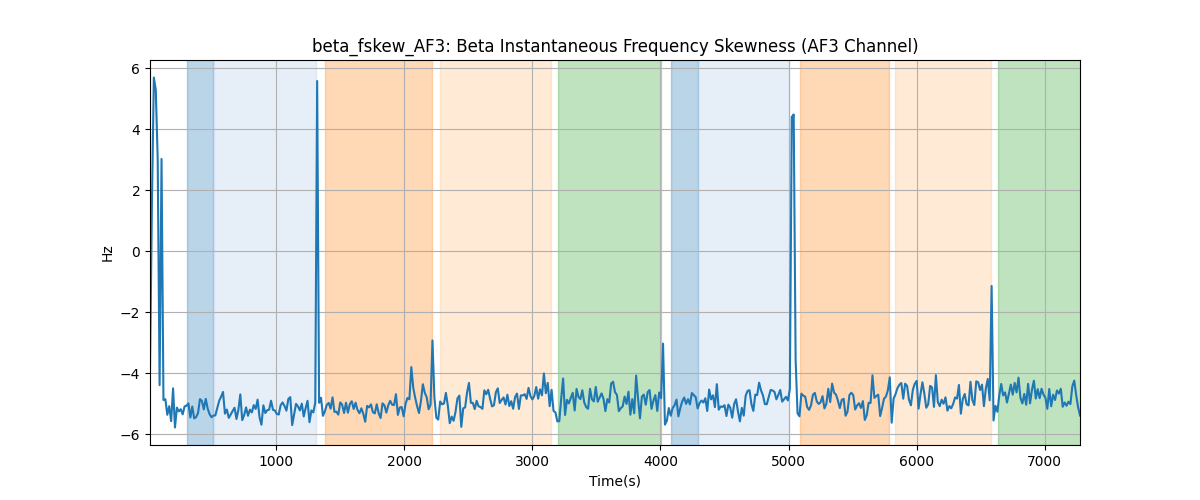 beta_fskew_AF3: Beta Instantaneous Frequency Skewness (AF3 Channel)
6
4
2
0
−2
−4
−6
Hz
1000 2000 3000 4000 5000 6000 7000
Time(s)